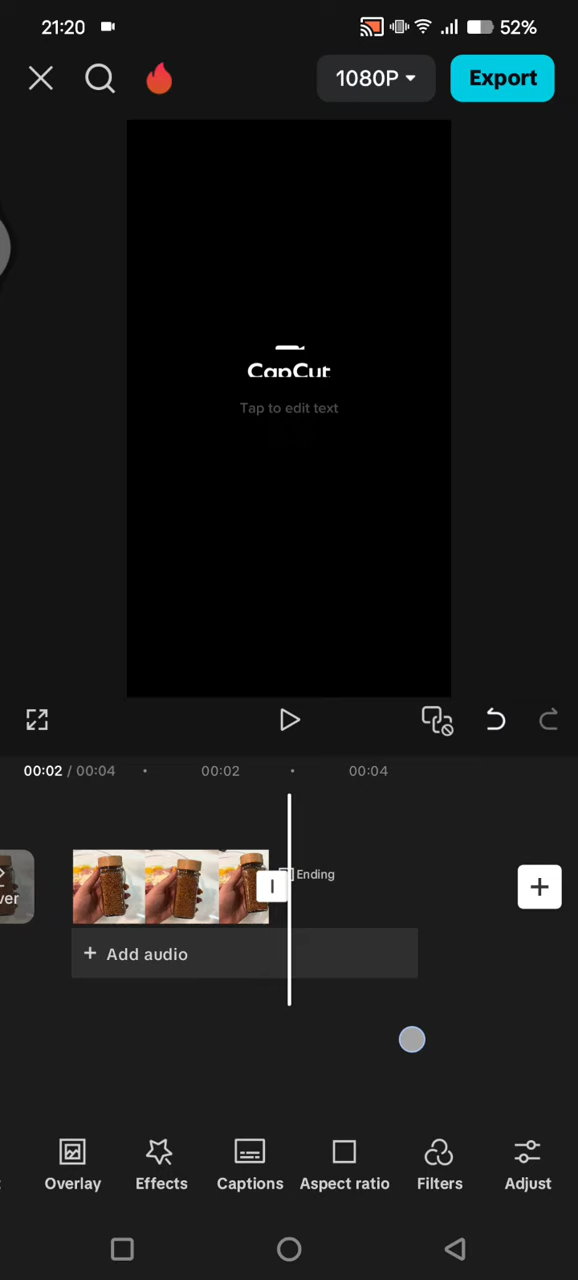 21:20 52%
1080P Export
CapCut
Tap to edit text
00:02 / 00:04 00:02 00:04
ver
Ending
+ Add audio
Overlay Effects Captions Aspect ratio Filters Adjust